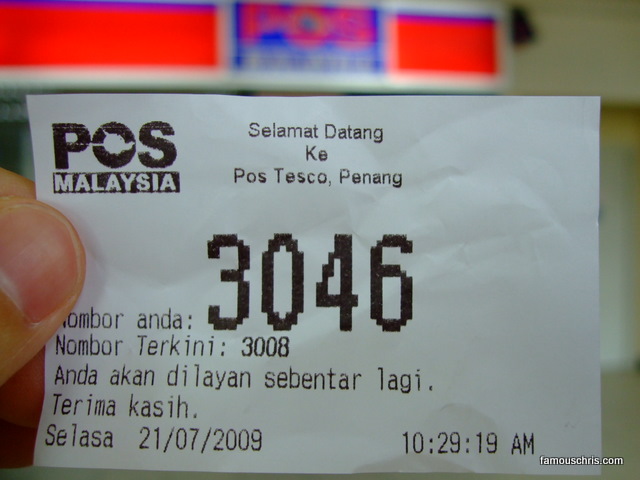 POS
POS
MALAYSIA
Selamat Datang
Ke
Pos Tesco, Penang
Nombor anda: 3046
Nombor Terkini: 3008
Anda akan dilayan sebentar lagi.
Terima kasih.
Selasa 21/07/2009 10:29:19 AM
famouschris.com